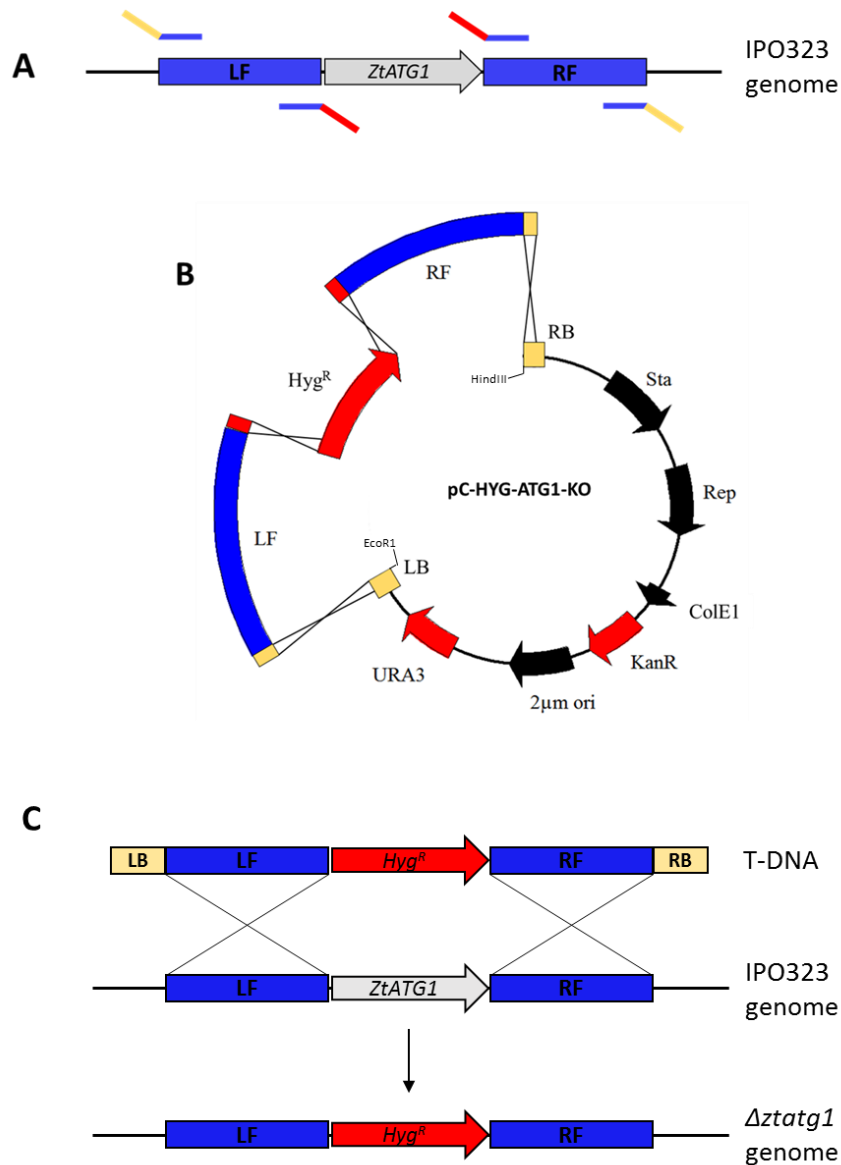 A
LF
ZtATG1
RF
IPO323
genome
B
RF
RB
HindIII
Hyg^R
Sta
pC-HYG-ATG1-KO
Rep
LF
EcoR1
LB
ColE1
KanR
URA3
2µm ori
C
LB
LF
Hyg^R
RF
RB
T-DNA
LF
ZtATG1
RF
IPO323
genome
LF
Hyg^R
RF
Δztatg1
genome